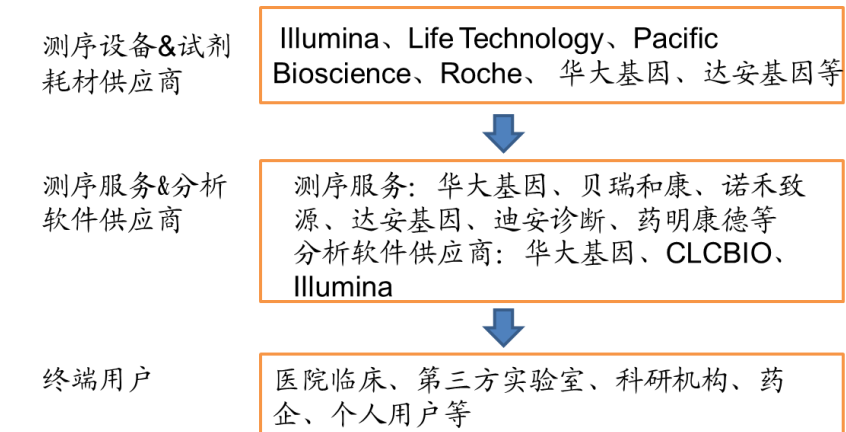 测序设备&试剂
耗材供应商
Illumina、Life Technology、Pacific
Bioscience、Roche、 华大基因、达安基因等
测序服务&分析
软件供应商
测序服务：华大基因、贝瑞和康、诺禾致
源、达安基因、迪安诊断、药明康德等
分析软件供应商：华大基因、CLCBIO、
Illumina
终端用户
医院临床、第三方实验室、科研机构、药
企、个人用户等